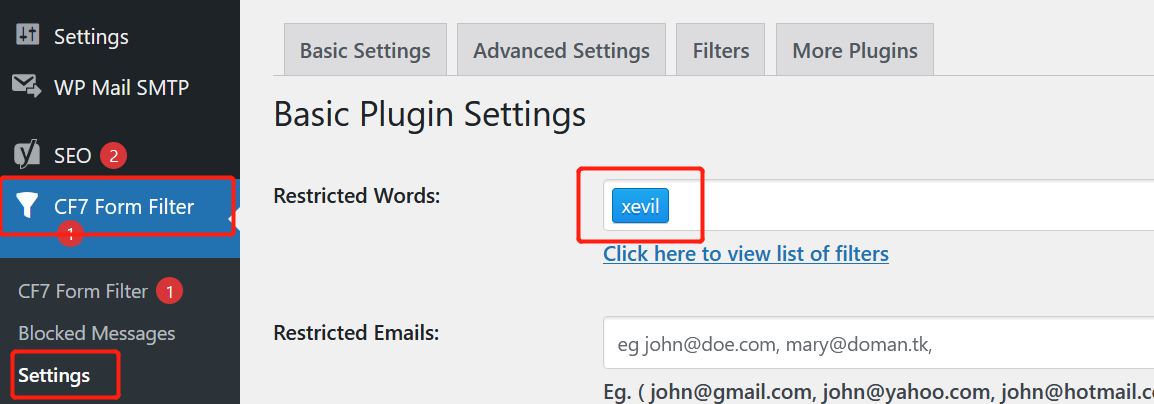 Settings
WP Mail SMTP
SEO 2
CF7 Form Filter
1
CF7 Form Filter 1
Blocked Messages
Settings
Basic Settings Advanced Settings Filters More Plugins
Basic Plugin Settings
Restricted Words: xevil
Click here to view list of filters
Restricted Emails: eg john@doe.com, mary@doman.tk,
Eg. ( john@gmail.com, john@yahoo.com, john@hotmail.c